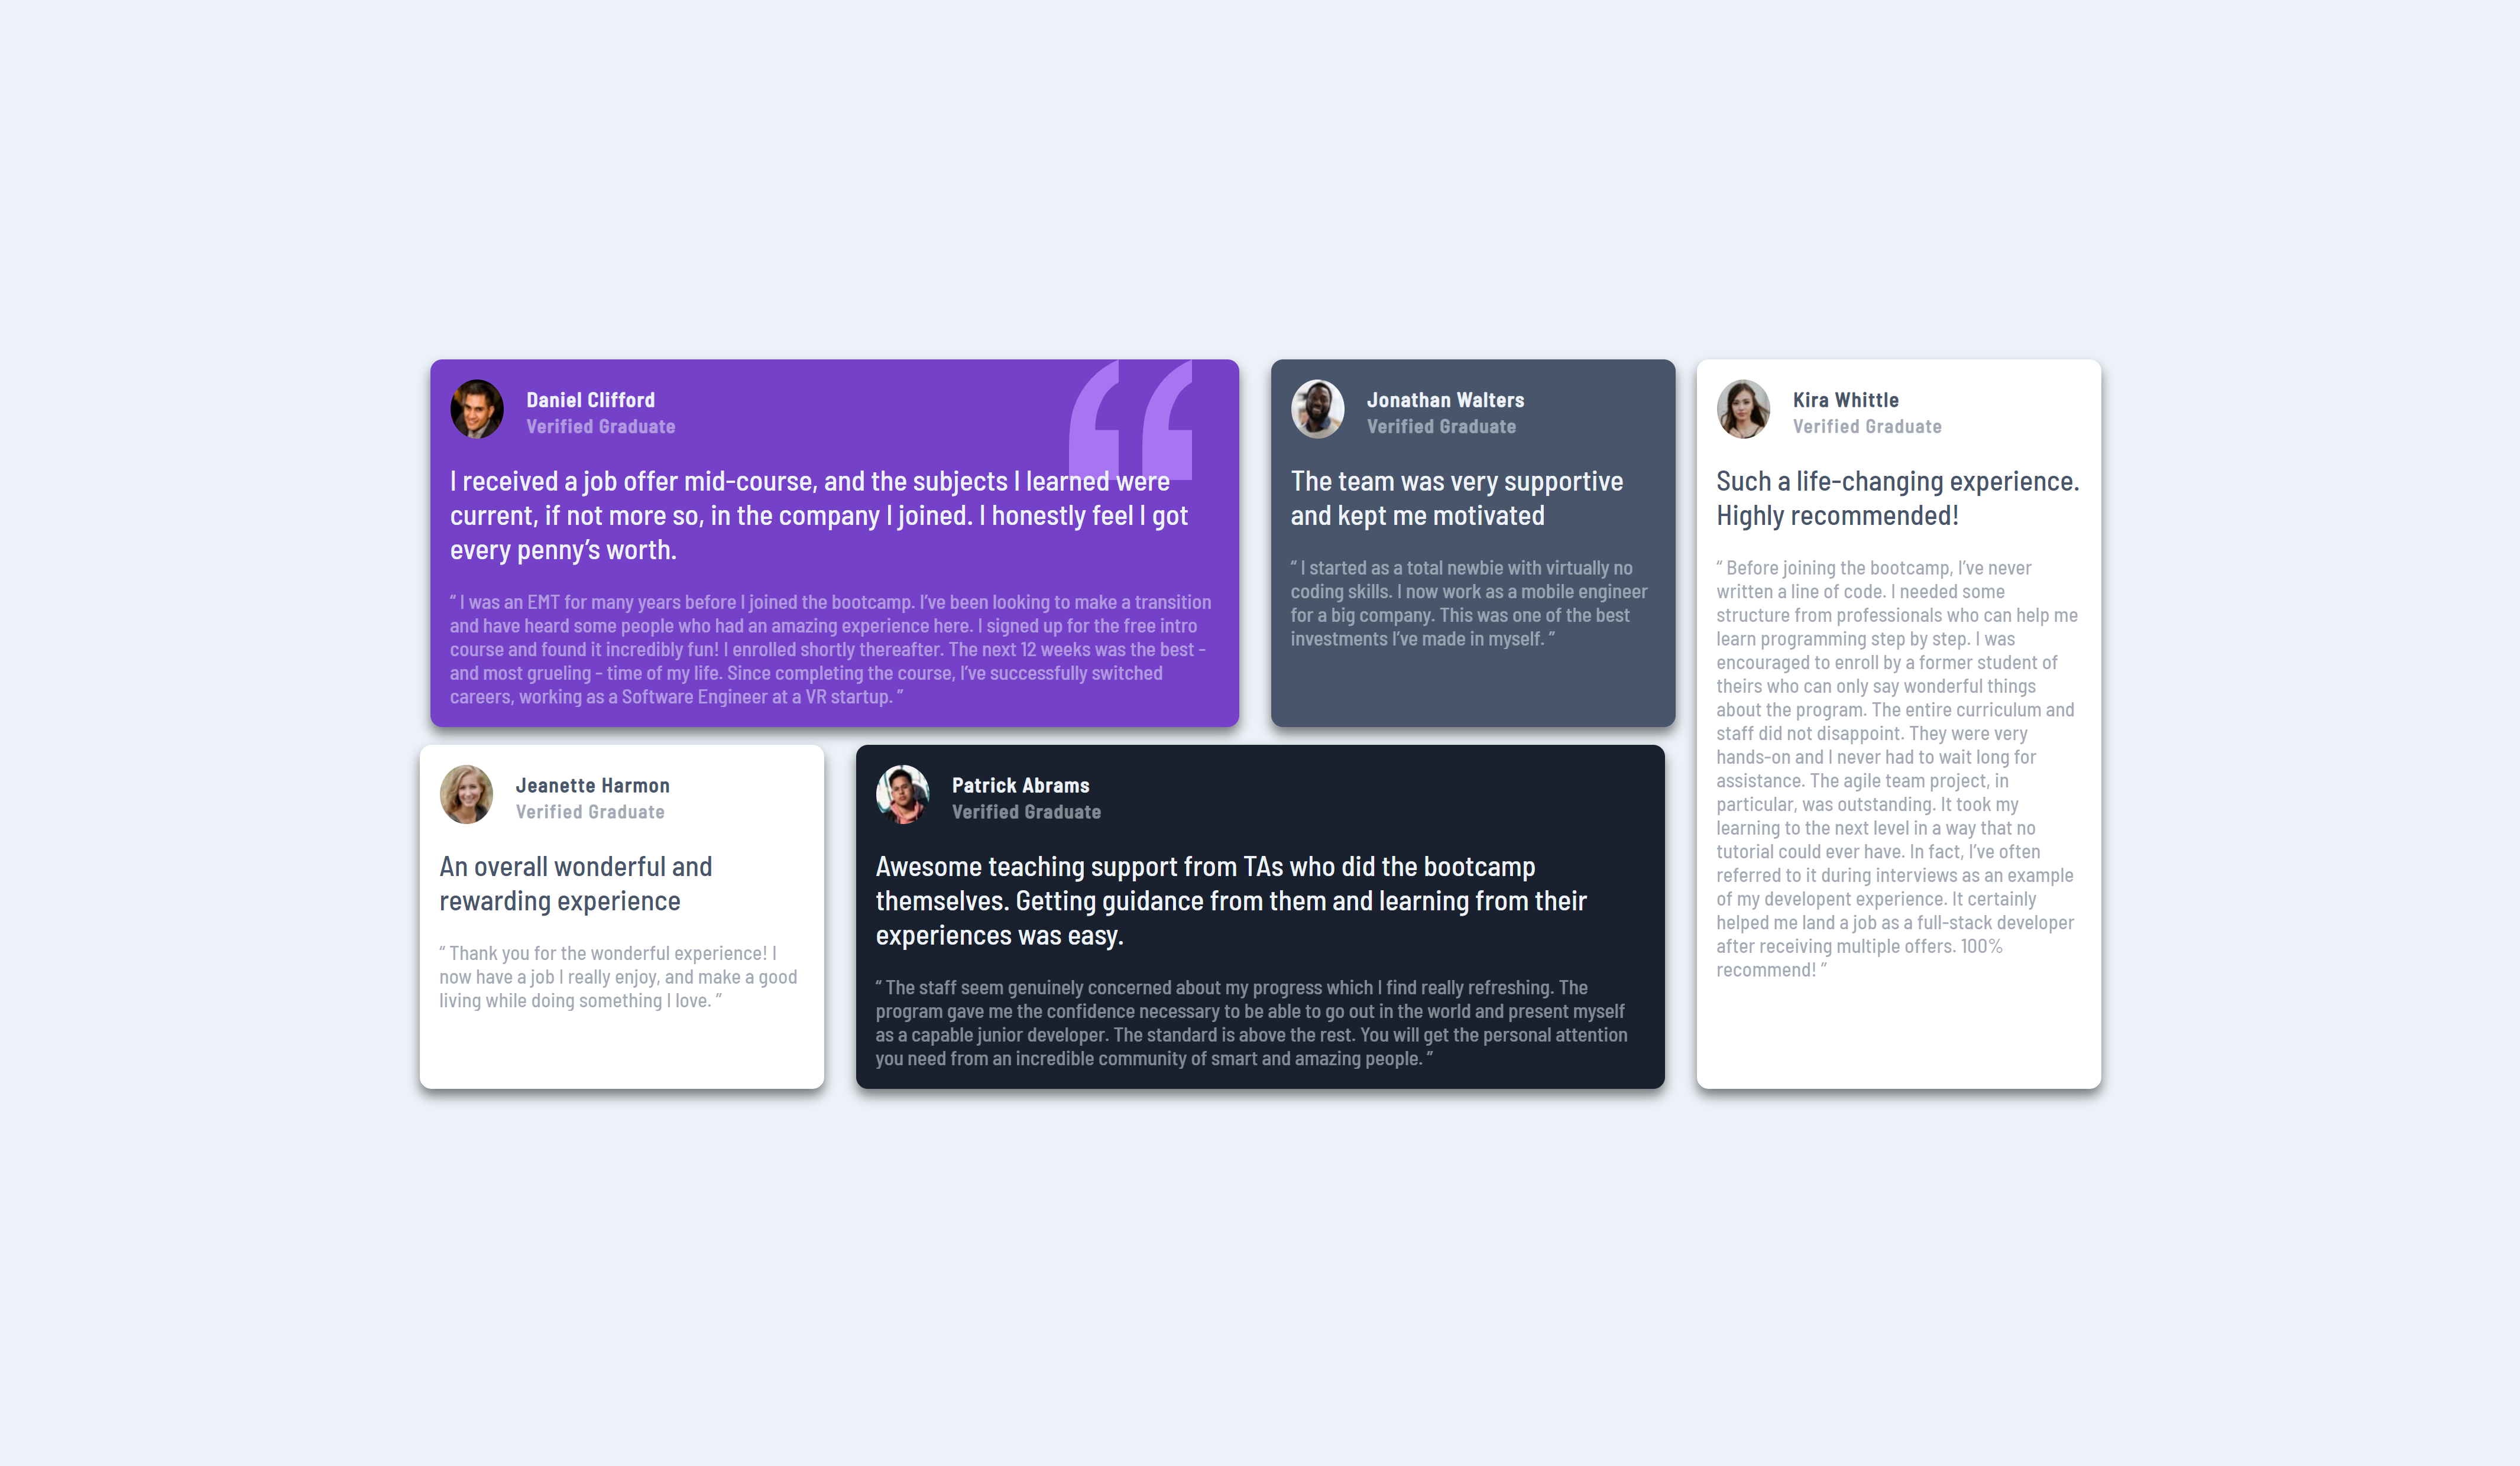 Daniel Clifford
Verified Graduate
I received a job offer mid-course, and the subjects I learned were
current, if not more so, in the company I joined. I honestly feel I got
every penny’s worth.
“ I was an EMT for many years before I joined the bootcamp. I’ve been looking to make a transition
and have heard some people who had an amazing experience here. I signed up for the free intro
course and found it incredibly fun! I enrolled shortly thereafter. The next 12 weeks was the best -
and most grueling - time of my life. Since completing the course, I’ve successfully switched
careers, working as a Software Engineer at a VR startup. ”
Jonathan Walters
Verified Graduate
The team was very supportive
and kept me motivated
“ I started as a total newbie with virtually no
coding skills. I now work as a mobile engineer
for a big company. This was one of the best
investments I’ve made in myself. ”
Kira Whittle
Verified Graduate
Such a life-changing experience.
Highly recommended!
“ Before joining the bootcamp, I’ve never
written a line of code. I needed some
structure from professionals who can help me
learn programming step by step. I was
encouraged to enroll by a former student of
theirs who can only say wonderful things
about the program. The entire curriculum and
staff did not disappoint. They were very
hands-on and I never had to wait long for
assistance. The agile team project, in
particular, was outstanding. It took my
learning to the next level in a way that no
tutorial could ever have. In fact, I’ve often
referred to it during interviews as an example
of my developent experience. It certainly
helped me land a job as a full-stack developer
after receiving multiple offers. 100%
recommend! ”
Jeanette Harmon
Verified Graduate
An overall wonderful and
rewarding experience
“ Thank you for the wonderful experience! I
now have a job I really enjoy, and make a good
living while doing something I love. ”
Patrick Abrams
Verified Graduate
Awesome teaching support from TAs who did the bootcamp
themselves. Getting guidance from them and learning from their
experiences was easy.
“ The staff seem genuinely concerned about my progress which I find really refreshing. The
program gave me the confidence necessary to be able to go out in the world and present myself
as a capable junior developer. The standard is above the rest. You will get the personal attention
you need from an incredible community of smart and amazing people. ”